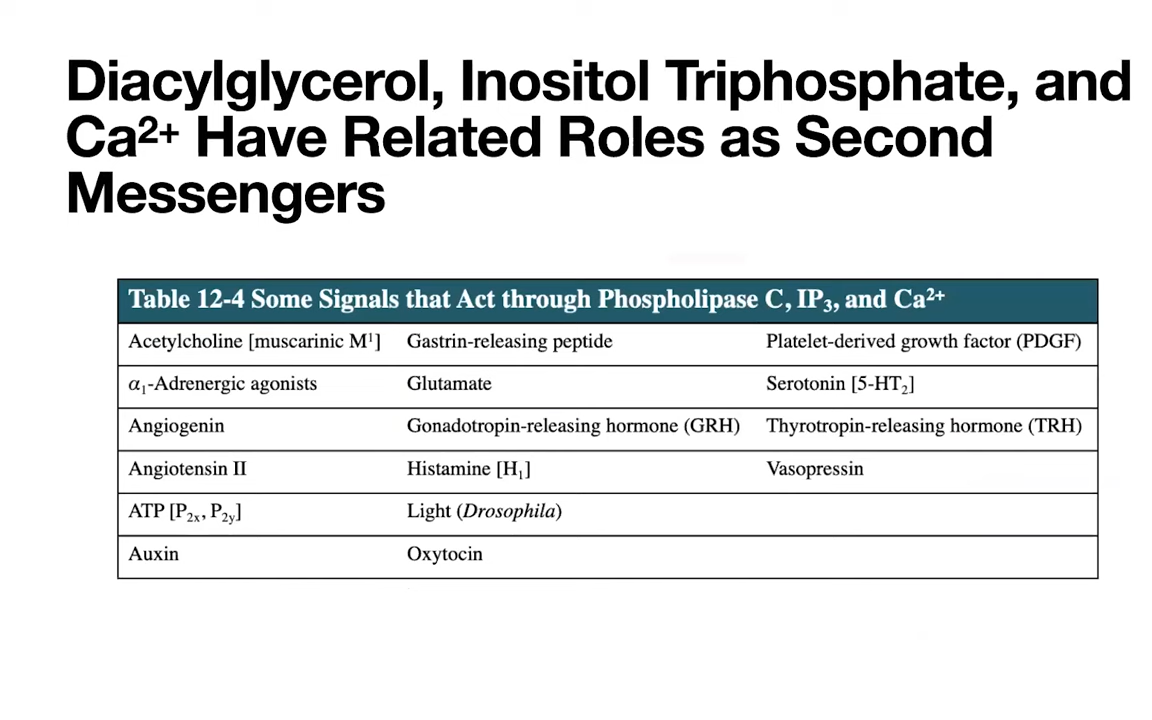 Diacylglycerol, Inositol Triphosphate, and
Ca²⁺ Have Related Roles as Second
Messengers
Table 12-4 Some Signals that Act through Phospholipase C, IP₃, and Ca²⁺
Acetylcholine [muscarinic M¹] Gastrin-releasing peptide Platelet-derived growth factor (PDGF)
α₁-Adrenergic agonists Glutamate Serotonin [5-HT₂]
Angiogenin Gonadotropin-releasing hormone (GRH) Thyrotropin-releasing hormone (TRH)
Angiotensin II Histamine [H₁] Vasopressin
ATP [P₂ₓ, P₂y] Light (Drosophila)
Auxin Oxytocin